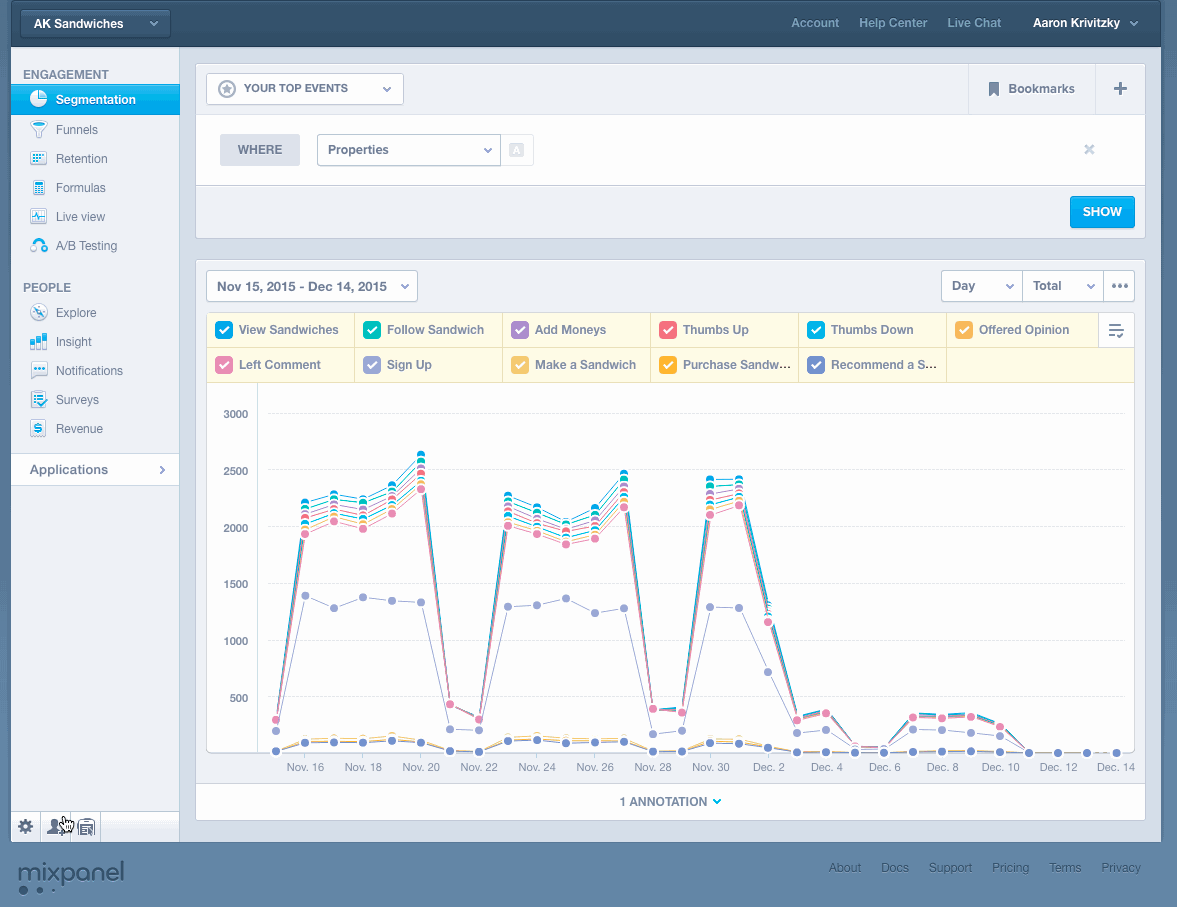 AK Sandwiches
Account Help Center Live Chat Aaron Krivitzky
ENGAGEMENT
Segmentation
Funnels
Retention
Formulas
Live view
A/B Testing
PEOPLE
Explore
Insight
Notifications
Surveys
Revenue
Applications
YOUR TOP EVENTS
Bookmarks
WHERE Properties A
SHOW
Nov 15, 2015 - Dec 14, 2015
Day Total
View Sandwiches Follow Sandwich Add Moneys Thumbs Up Thumbs Down Offered Opinion
Left Comment Sign Up Make a Sandwich Purchase Sandw... Recommend a S...
3000
2500
2000
1500
1000
500
Nov. 16 Nov. 18 Nov. 20 Nov. 22 Nov. 24 Nov. 26 Nov. 28 Nov. 30 Dec. 2 Dec. 4 Dec. 6 Dec. 8 Dec. 10 Dec. 12 Dec. 14
1 ANNOTATION
mixpanel
About Docs Support Pricing Terms Privacy